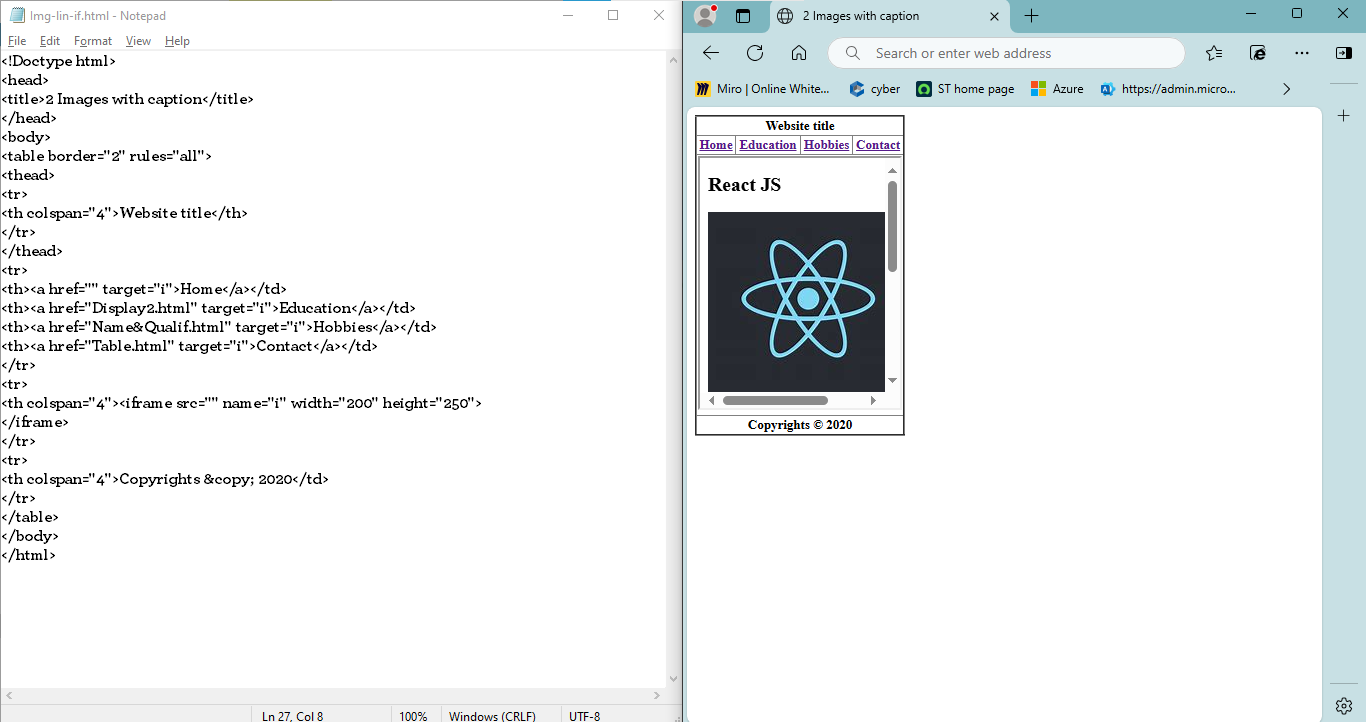 Img-lin-if.html - Notepad
File Edit Format View Help
<!Doctype html>
<head>
<title>2 Images with caption</title>
</head>
<body>
<table border="2" rules="all">
<thead>
<tr>
<th colspan="4">Website title</th>
</tr>
</thead>
<tr>
<th><a href="" target="i">Home</a></td>
<th><a href="Display2.html" target="i">Education</a></td>
<th><a href="Name&Qualif.html" target="i">Hobbies</a></td>
<th><a href="Table.html" target="i">Contact</a></td>
</tr>
<tr>
<th colspan="4"><iframe src="" name="i" width="200" height="250">
</iframe>
</tr>
<tr>
<th colspan="4">Copyrights &copy; 2020</td>
</tr>
</table>
</body>
</html>
Ln 27, Col 8 100% Windows (CRLF) UTF-8
2 Images with caption
Search or enter web address
Miro | Online White... cyber ST home page Azure https://admin.micro...
Website title
Home Education Hobbies Contact
React JS
Copyrights © 2020